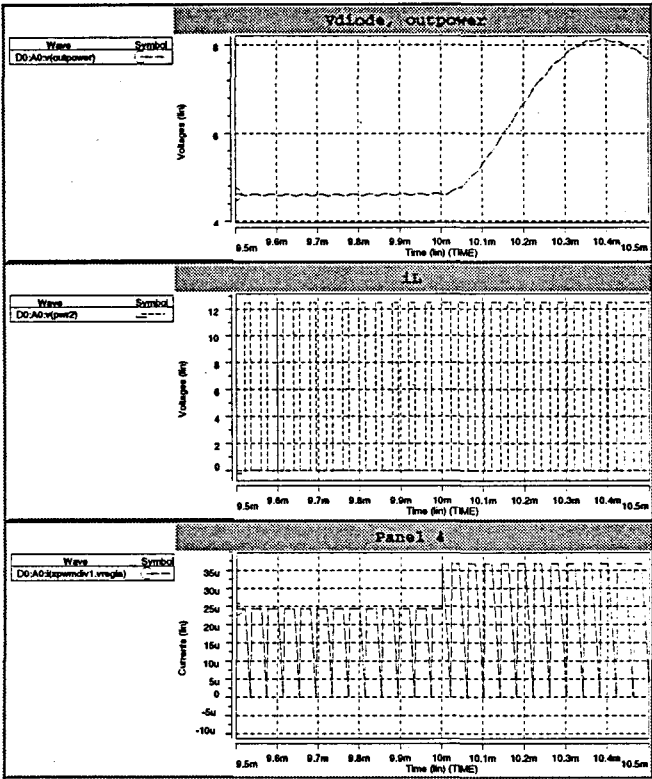 Vdiode, outpower
Wave Symbol
D0:A0:v(outpower)
Voltages (lin)
8
6
4
9.5m 9.6m 9.7m 9.8m 9.9m 10m 10.1m 10.2m 10.3m 10.4m 10.5m
Time (lin) (TIME)
iL
Wave Symbol
D0:A0:v(pwr2)
Voltages (lin)
12
10
8
6
4
2
0
9.5m 9.6m 9.7m 9.8m 9.9m 10m 10.1m 10.2m 10.3m 10.4m 10.5m
Time (lin) (TIME)
Panel 4
Wave Symbol
D0:A0:i(xpwmdiv1.vregis)
Currents (lin)
35u
30u
25u
20u
15u
10u
5u
0
-5u
-10u
9.5m 9.6m 9.7m 9.8m 9.9m 10m 10.1m 10.2m 10.3m 10.4m 10.5m
Time (lin) (TIME)